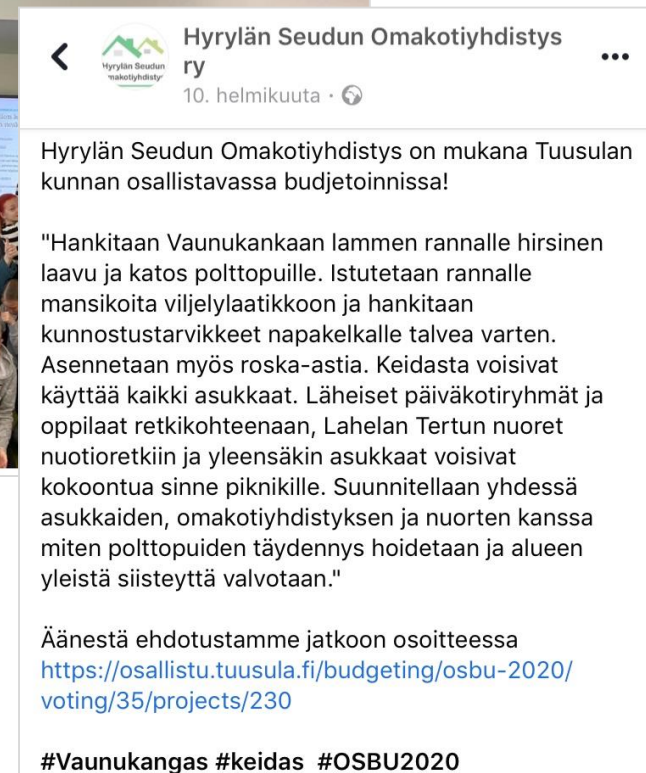 Hyrylän Seudun Omakotiyhdistys
ry
10. helmikuuta ·
Hyrylän Seudun
Hyrylän Seudun Omakotiyhdistys on mukana Tuusulan
kunnan osallistavassa budjetoinnissa!
"Hankitaan Vaunukankaan lammen rannalle hirsinen
laavu ja katos polttopuille. Istutetaan rannalle
mansikoita viljelylaatikkoon ja hankitaan
kunnostustarvikkeet napakelkalle talvea varten.
Asennetaan myös roska-astia. Keidasta voisivat
käyttää kaikki asukkaat. Läheiset päiväkotiryhmät ja
oppilaat retkikohteenaan, Lahelan Tertun nuoret
nuotioretkiin ja yleensäkin asukkaat voisivat
kokoontua sinne piknikille. Suunnitellaan yhdessä
asukkaiden, omakotiyhdistyksen ja nuorten kanssa
miten polttopuiden täydennys hoidetaan ja alueen
yleistä siisteyttä valvotaan."
Äänestä ehdotustamme jatkoon osoitteessa
https://osallistu.tuusula.fi/budgeting/osbu-2020/
voting/35/projects/230
#Vaunukangas #keidas #OSBU2020